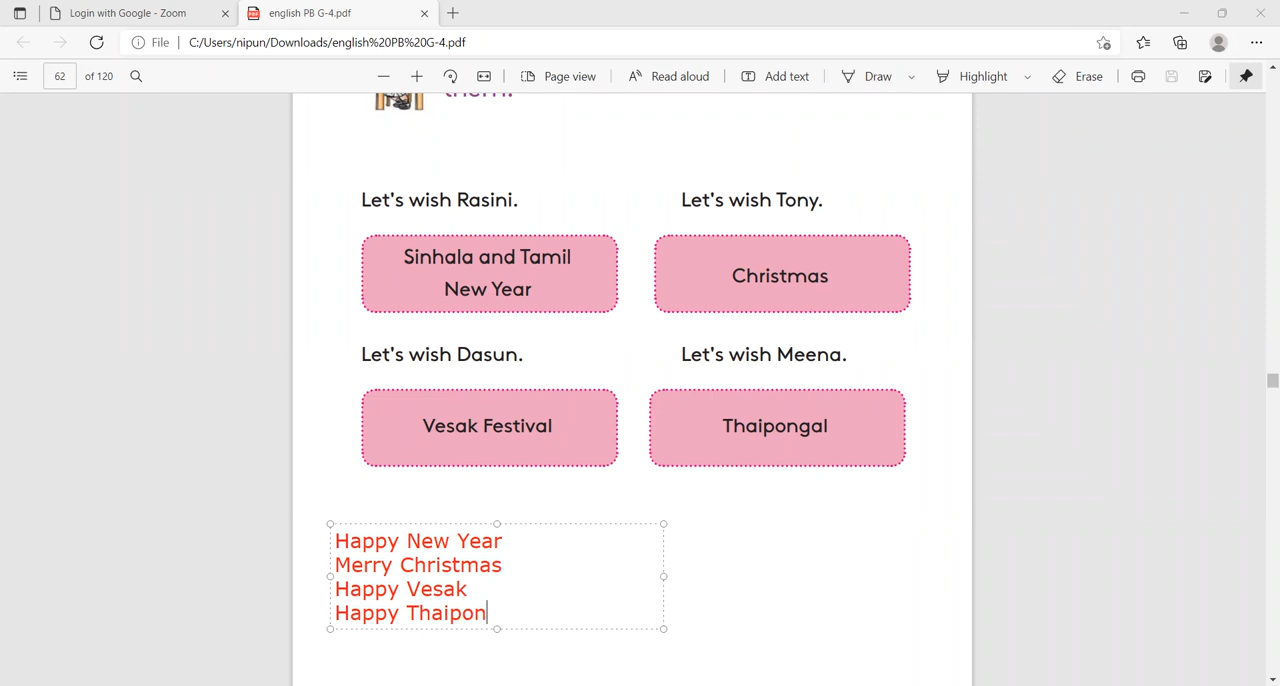 Login with Google - Zoom
english PB G-4.pdf
File
C:/Users/nipun/Downloads/english%20PB%20G-4.pdf
62 of 120
Page view
Read aloud
Add text
Draw
Highlight
Erase
them.
Let's wish Rasini.
Let's wish Tony.
Sinhala and Tamil
New Year
Christmas
Let's wish Dasun.
Let's wish Meena.
Vesak Festival
Thaipongal
Happy New Year
Merry Christmas
Happy Vesak
Happy Thaipon